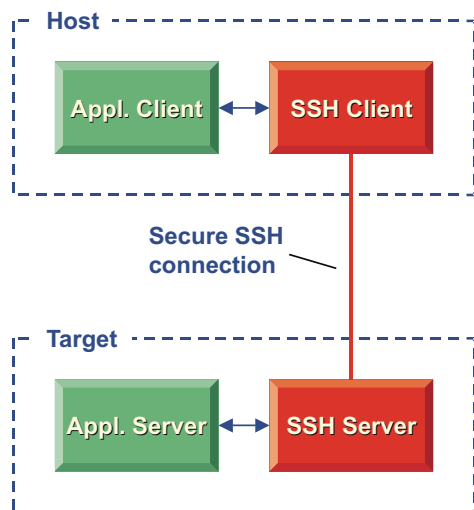 Host
Appl. Client
SSH Client
Secure SSH
connection
Target
Appl. Server
SSH Server